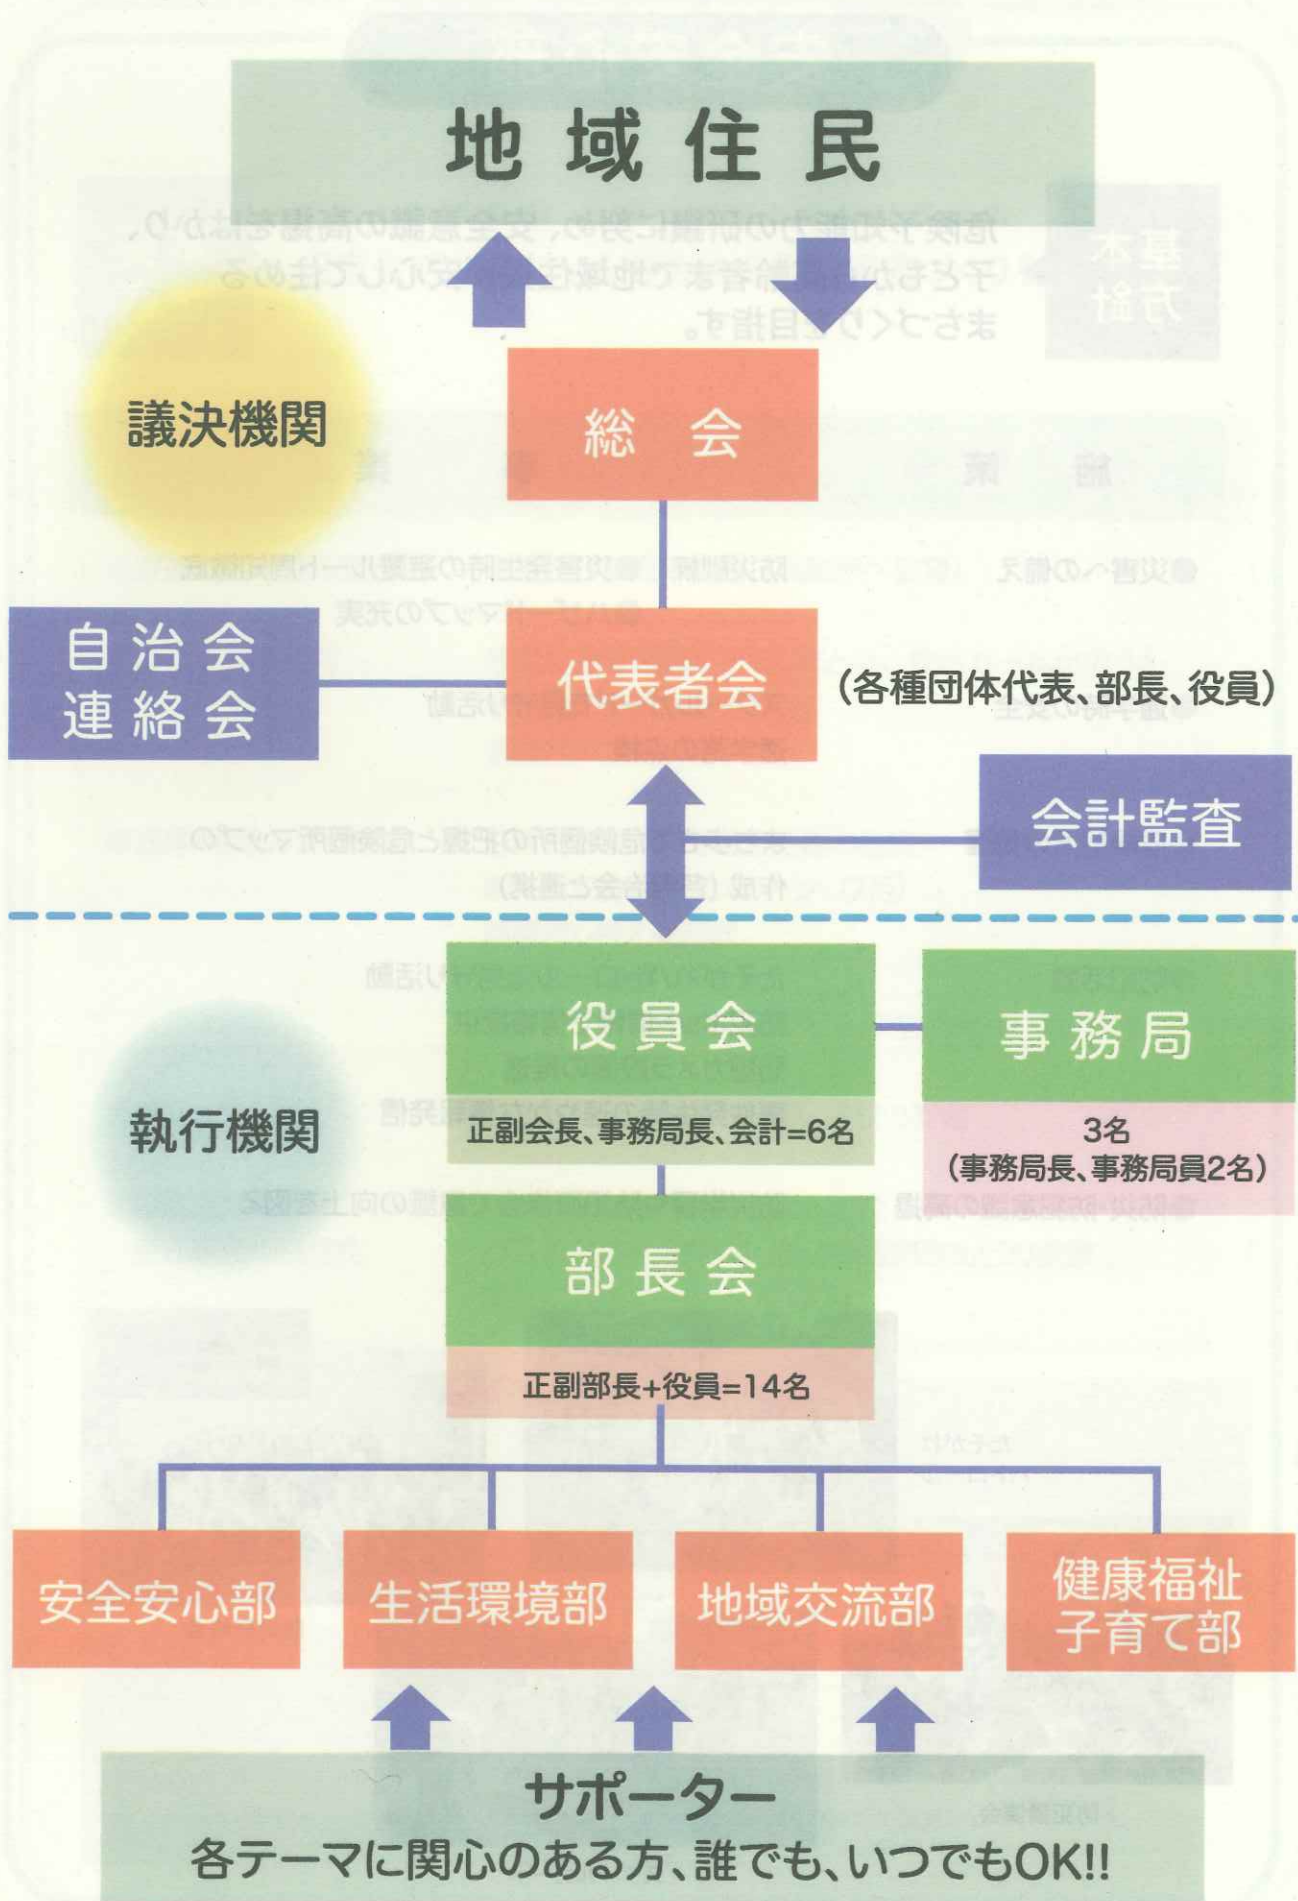 地域住民
議決機関
総会
自治会
連絡会
代表者会
(各種団体代表、部長、役員)
会計監査
役員会
正副会長、事務局長、会計=6名
事務局
3名
(事務局長、事務局員2名)
執行機関
部長会
正副部長+役員=14名
安全安心部
生活環境部
地域交流部
健康福祉
子育て部
サポーター
各テーマに関心のある方、誰でも、いつでもOK!!